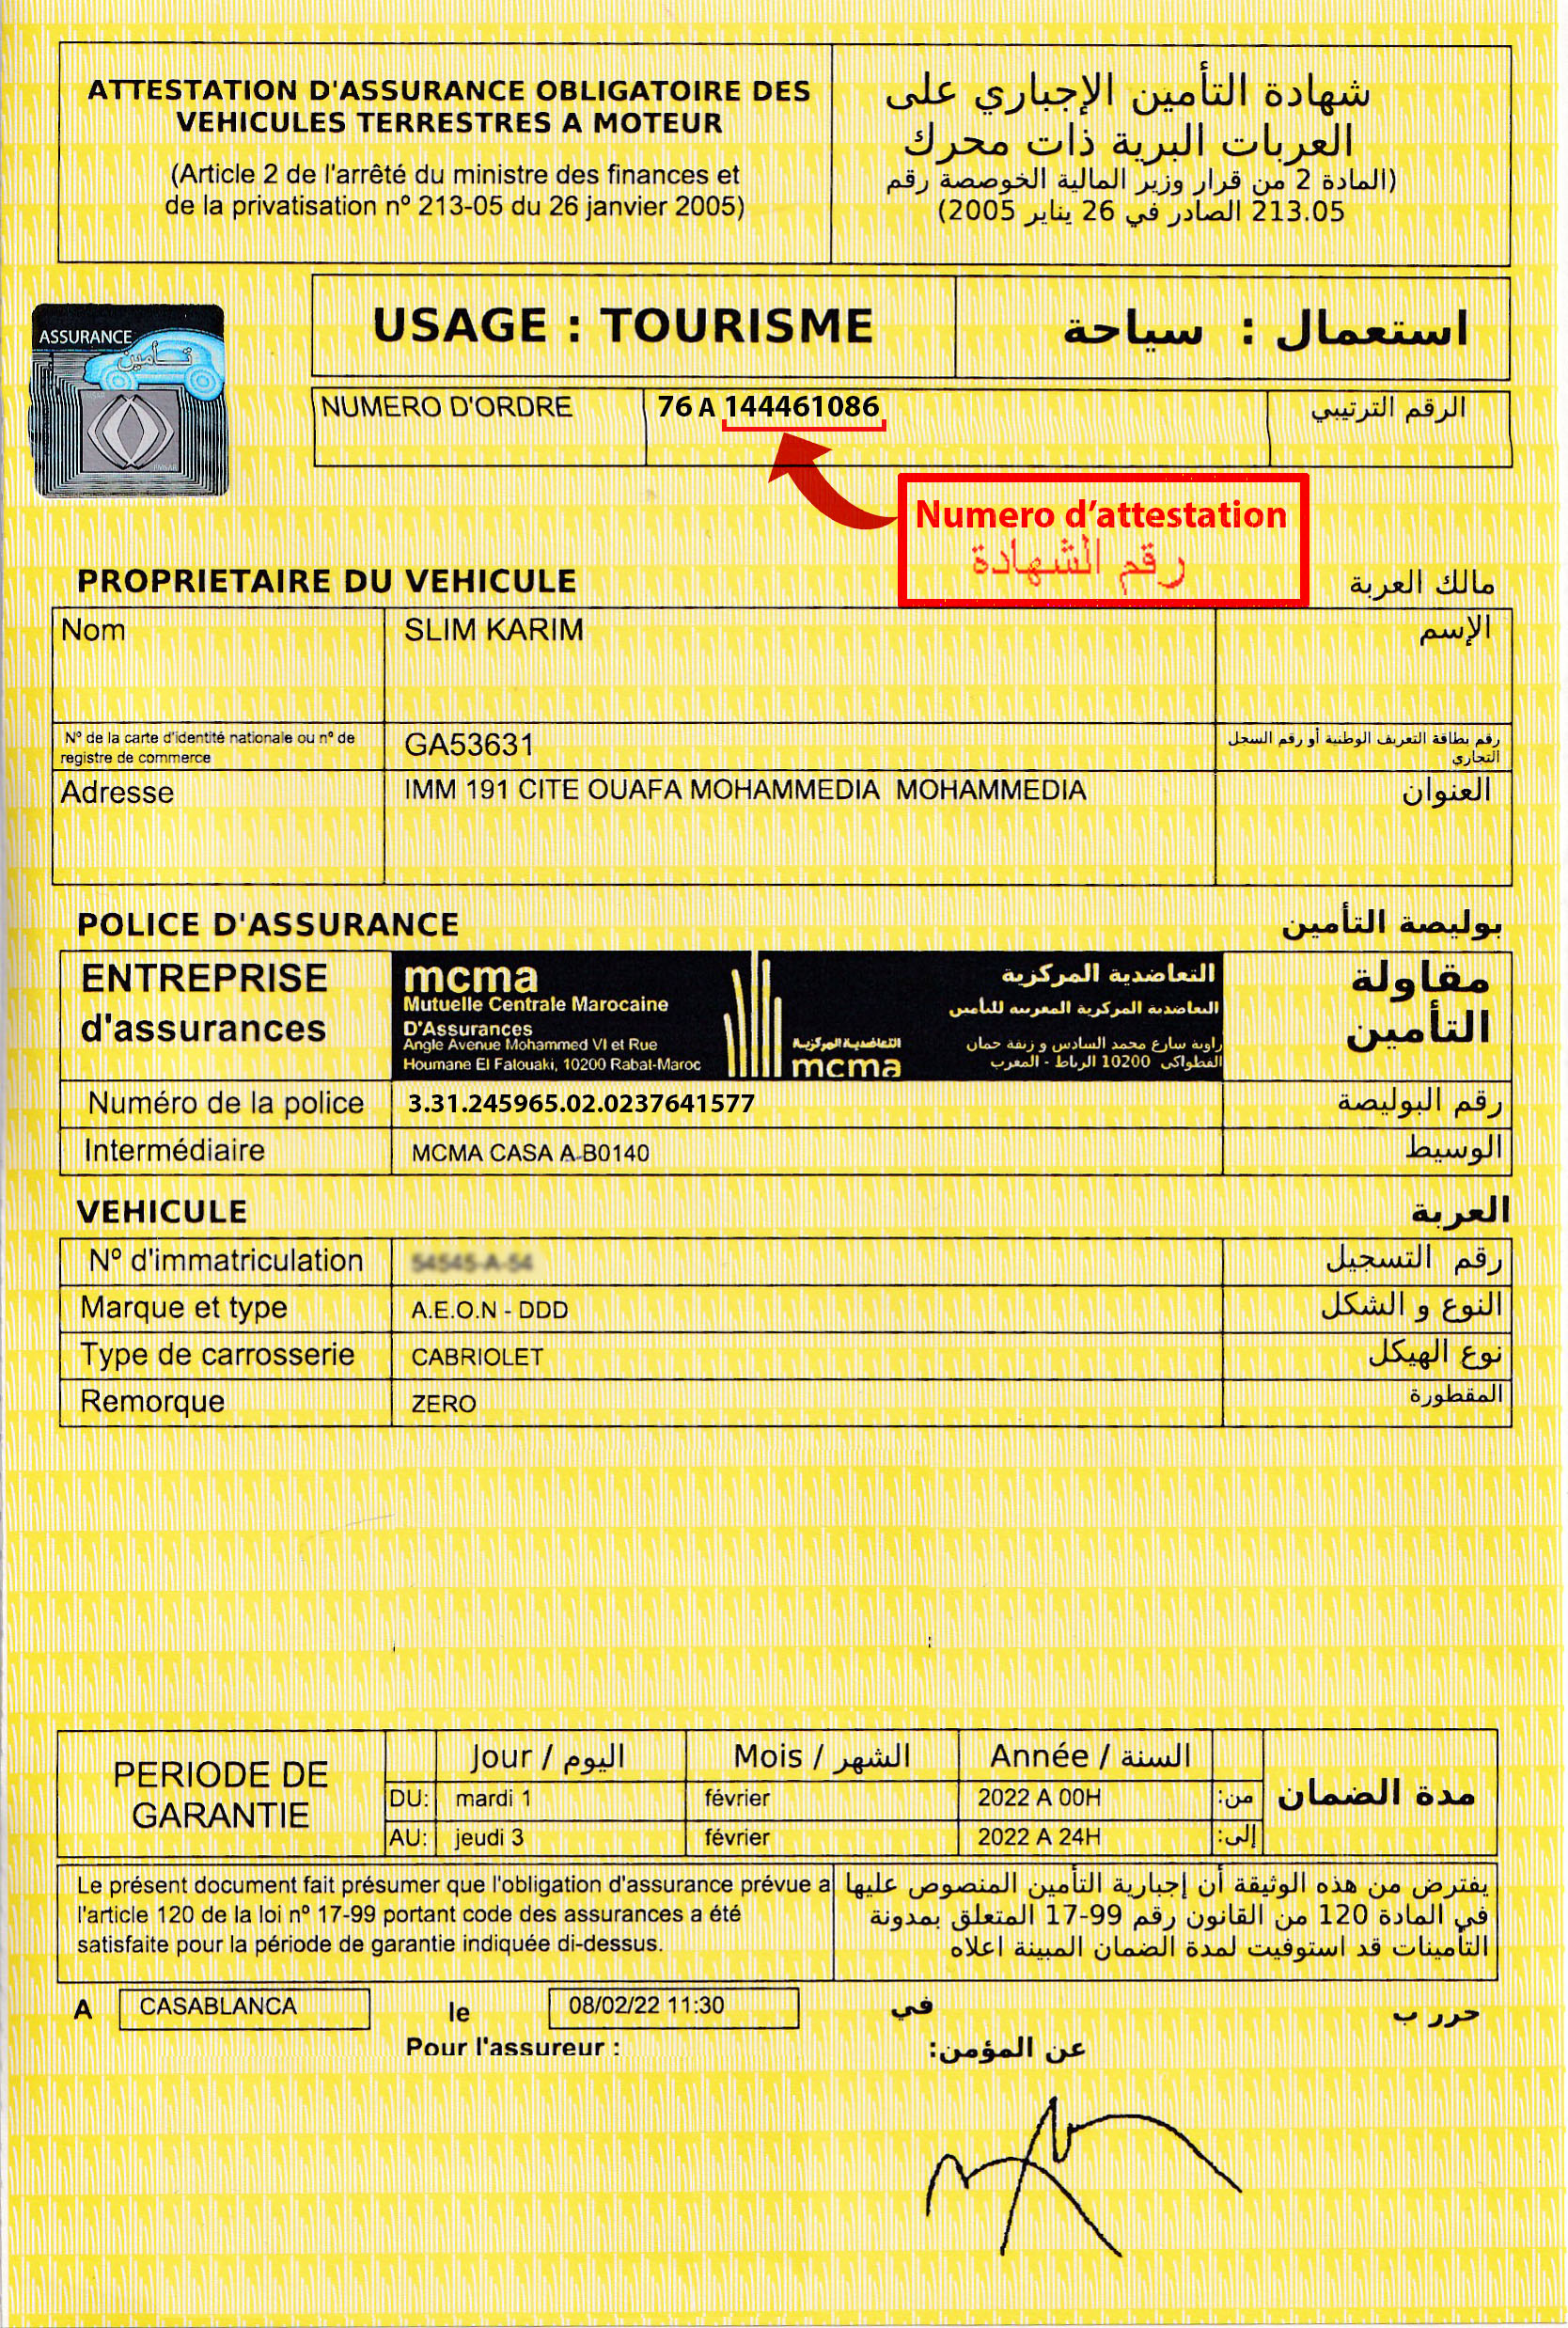 ATTESTATION D'ASSURANCE OBLIGATOIRE DES
VEHICULES TERRESTRES A MOTEUR
(Article 2 de l'arrêté du ministre des finances et
de la privatisation nº 213-05 du 26 janvier 2005)
شهادة التأمين الإجباري على
العربات البرية ذات محرك
(المادة 2 من قرار وزير المالية الخوصصة رقم
213.05 الصادر في 26 يناير 2005)
ASSURANCE
تأمين
USAGE : TOURISME
استعمال : سياحة
NUMERO D'ORDRE 76 A 144461086 الرقم الترتيبي
Numero d'attestation
رقم الشهادة
PROPRIETAIRE DU VEHICULE مالك العربة
Nom SLIM KARIM الإسم
Nº de la carte d'identité nationale ou nº de
registre de commerce
GA53631
رقم بطاقة التعريف الوطنية أو رقم السجل
التجاري
Adresse IMM 191 CITE OUAFA MOHAMMEDIA MOHAMMEDIA العنوان
POLICE D'ASSURANCE بوليصة التأمين
ENTREPRISE
d'assurances
mcma
Mutuelle Centrale Marocaine
D'Assurances
Angle Avenue Mohammed VI et Rue
Houmane El Fatouaki, 10200 Rabat-Maroc
التعاضدية المركزية
mcma
التعاضدية المركزية
التعاضدية المركزية المغربية للتأمين
زاوية شارع محمد السادس و زنقة حمان
الفطواكي 10200 الرباط - المغرب
مقاولة
التأمين
Numéro de la police 3.31.245965.02.0237641577 رقم البوليصة
Intermédiaire MCMA CASA A-B0140 الوسيط
VEHICULE العربة
Nº d'immatriculation 54545-A-54 رقم التسجيل
Marque et type A.E.O.N - DDD النوع و الشكل
Type de carrosserie CABRIOLET نوع الهيكل
Remorque ZERO المقطورة
PERIODE DE
GARANTIE
Jour / اليوم Mois / الشهر Année / السنة
DU: mardi 1 février 2022 A 00H من:
AU: jeudi 3 février 2022 A 24H إلى:
مدة الضمان
Le présent document fait présumer que l'obligation d'assurance prévue a
l'article 120 de la loi nº 17-99 portant code des assurances a été
satisfaite pour la période de garantie indiquée di-dessus.
يفترض من هذه الوثيقة أن إجبارية التأمين المنصوص عليها
في المادة 120 من القانون رقم 99-17 المتعلق بمدونة
التأمينات قد استوفيت لمدة الضمان المبينة اعلاه
A CASABLANCA le 08/02/22 11:30 في حرر ب
Pour l'assureur : عن المؤمن: